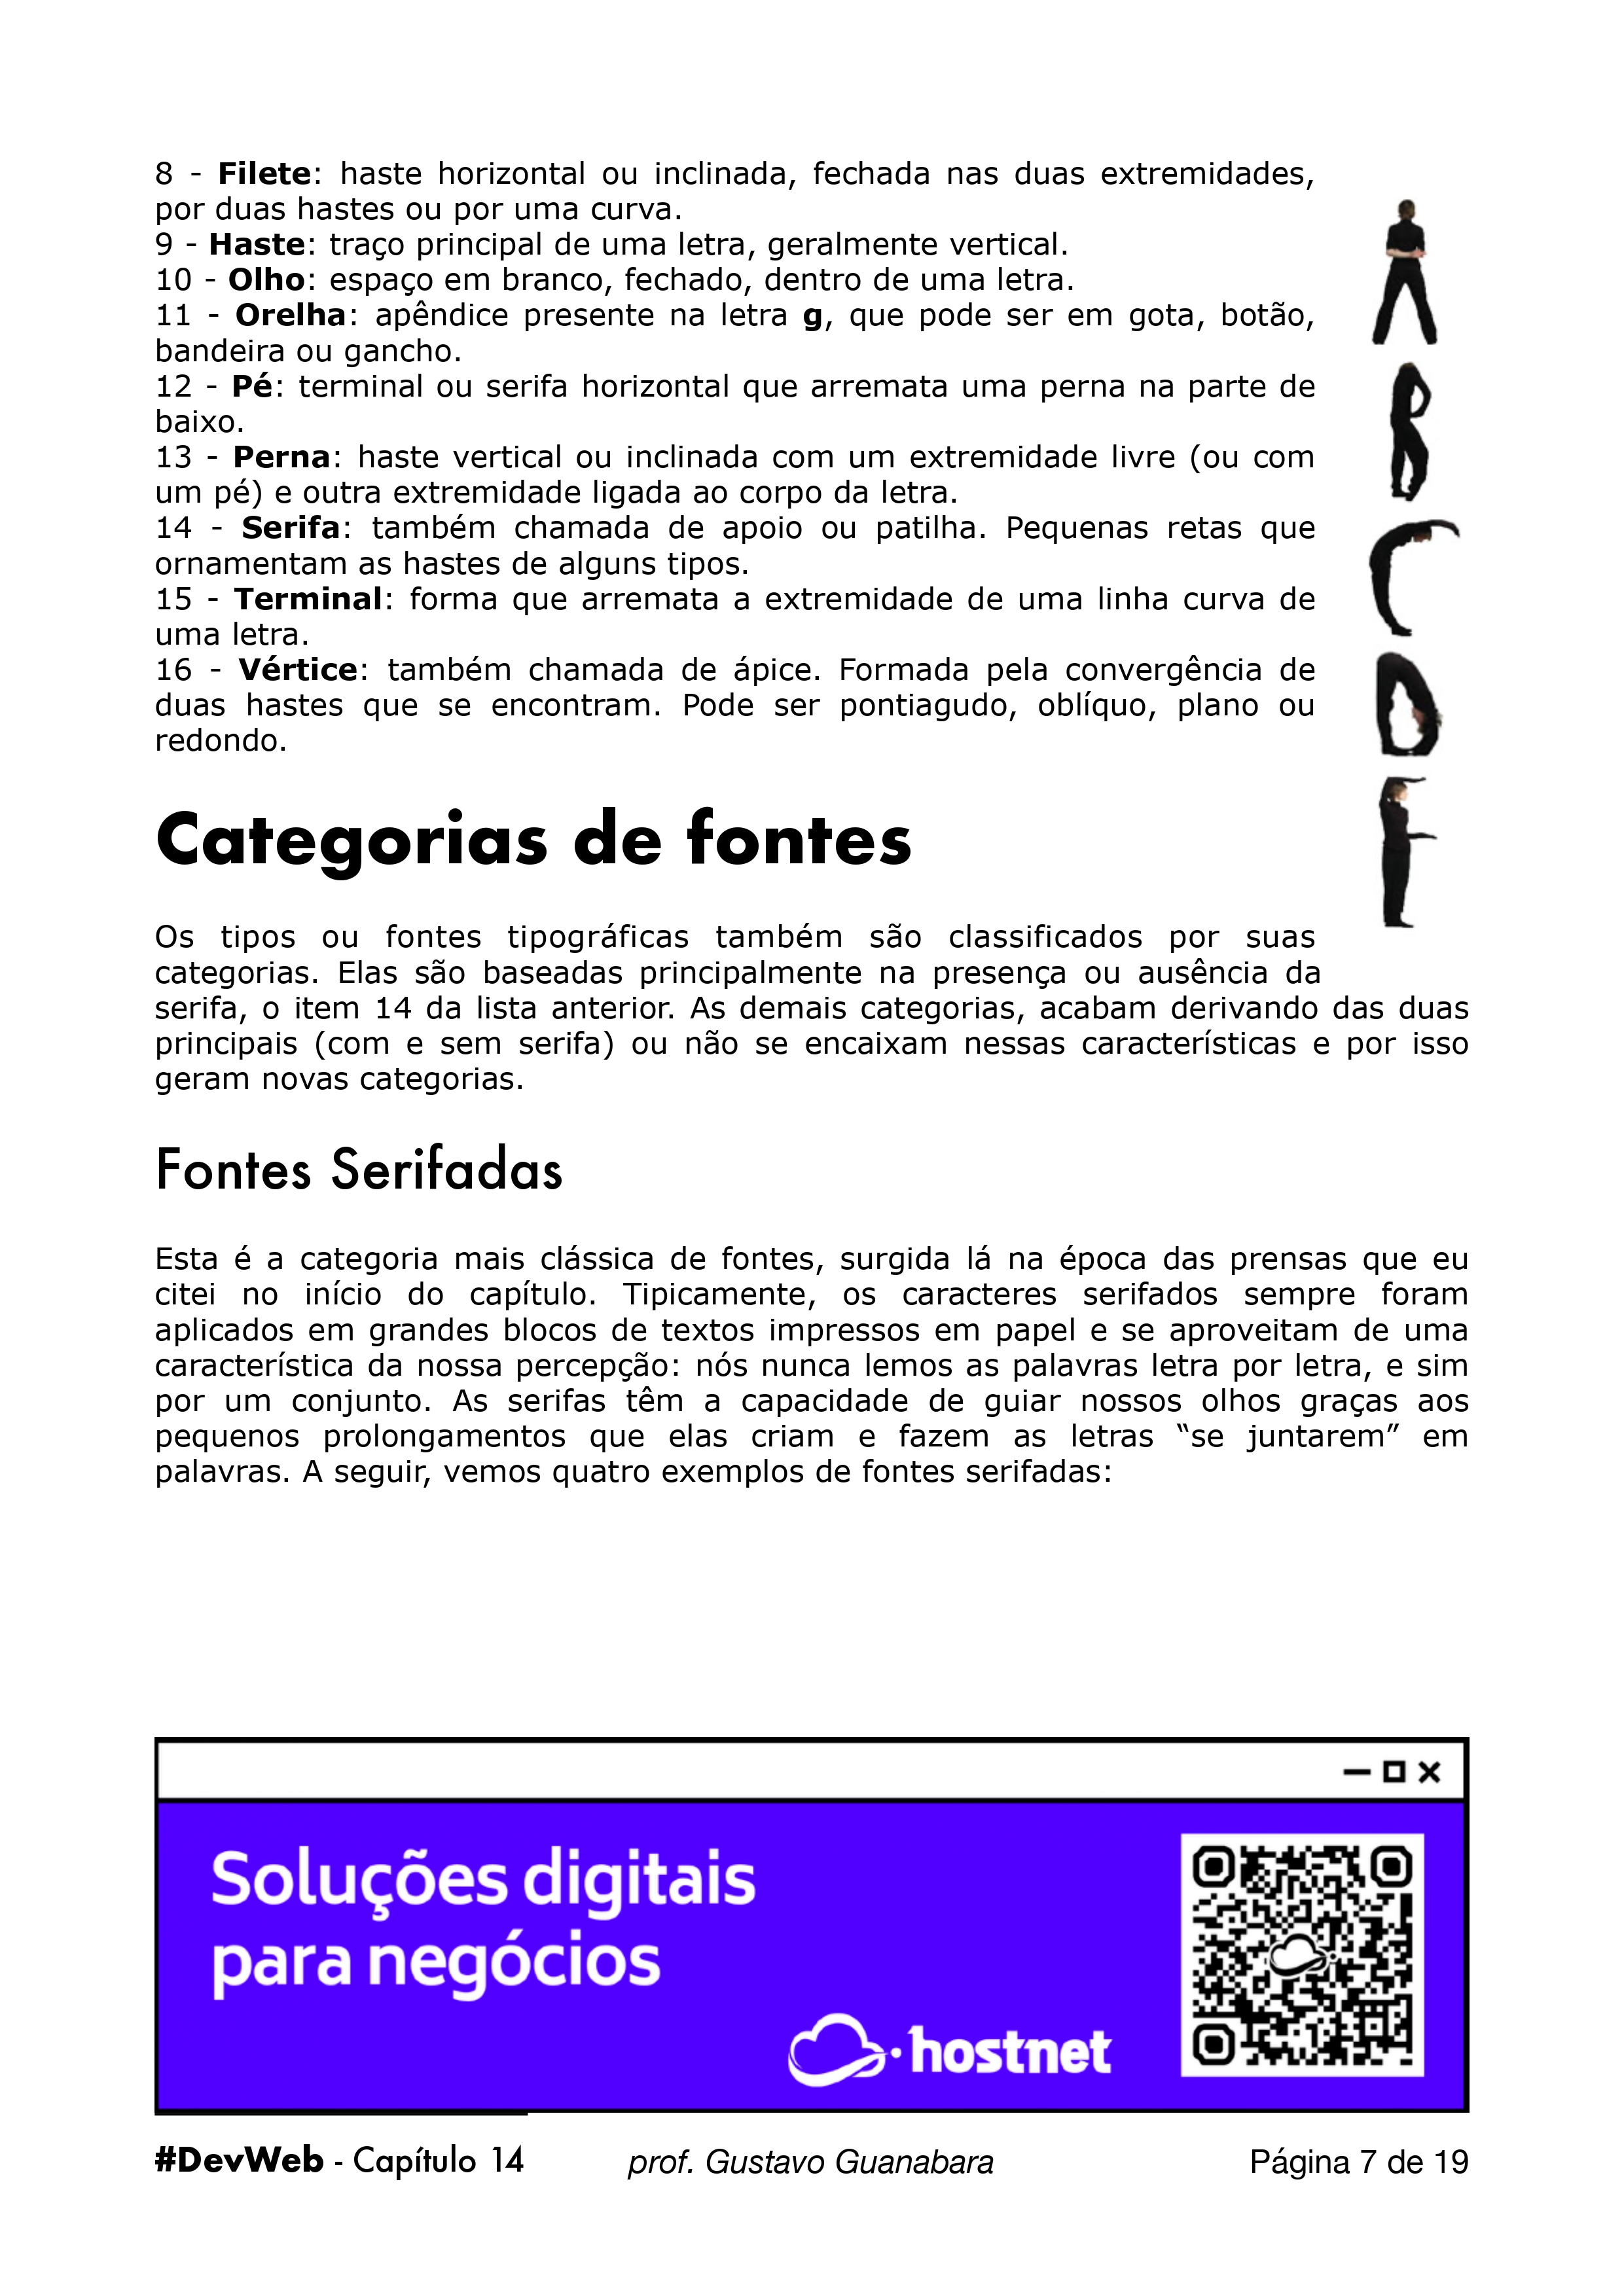 8 - Filete: haste horizontal ou inclinada, fechada nas duas extremidades,
por duas hastes ou por uma curva.
9 - Haste: traço principal de uma letra, geralmente vertical.
10 - Olho: espaço em branco, fechado, dentro de uma letra.
11 - Orelha: apêndice presente na letra g, que pode ser em gota, botão,
bandeira ou gancho.
12 - Pé: terminal ou serifa horizontal que arremata uma perna na parte de
baixo.
13 - Perna: haste vertical ou inclinada com um extremidade livre (ou com
um pé) e outra extremidade ligada ao corpo da letra.
14 - Serifa: também chamada de apoio ou patilha. Pequenas retas que
ornamentam as hastes de alguns tipos.
15 - Terminal: forma que arremata a extremidade de uma linha curva de
uma letra.
16 - Vértice: também chamada de ápice. Formada pela convergência de
duas hastes que se encontram. Pode ser pontiagudo, oblíquo, plano ou
redondo.
Categorias de fontes
Os tipos ou fontes tipográficas também são classificados por suas
categorias. Elas são baseadas principalmente na presença ou ausência da
serifa, o item 14 da lista anterior. As demais categorias, acabam derivando das duas
principais (com e sem serifa) ou não se encaixam nessas características e por isso
geram novas categorias.
Fontes Serifadas
Esta é a categoria mais clássica de fontes, surgida lá na época das prensas que eu
citei no início do capítulo. Tipicamente, os caracteres serifados sempre foram
aplicados em grandes blocos de textos impressos em papel e se aproveitam de uma
característica da nossa percepção: nós nunca lemos as palavras letra por letra, e sim
por um conjunto. As serifas têm a capacidade de guiar nossos olhos graças aos
pequenos prolongamentos que elas criam e fazem as letras “se juntarem” em
palavras. A seguir, vemos quatro exemplos de fontes serifadas:
Soluções digitais
para negócios
hostnet
#DevWeb - Capítulo 14 prof. Gustavo Guanabara Página 7 de 19